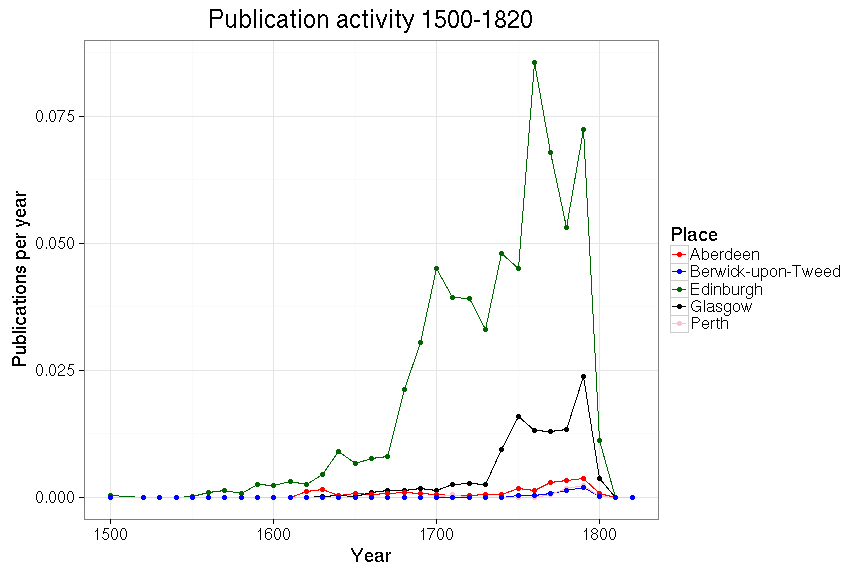 Publication activity 1500-1820
Publications per year
0.075
0.050
0.025
0.000
1500
1600
1700
1800
Year
Place
Aberdeen
Berwick-upon-Tweed
Edinburgh
Glasgow
Perth